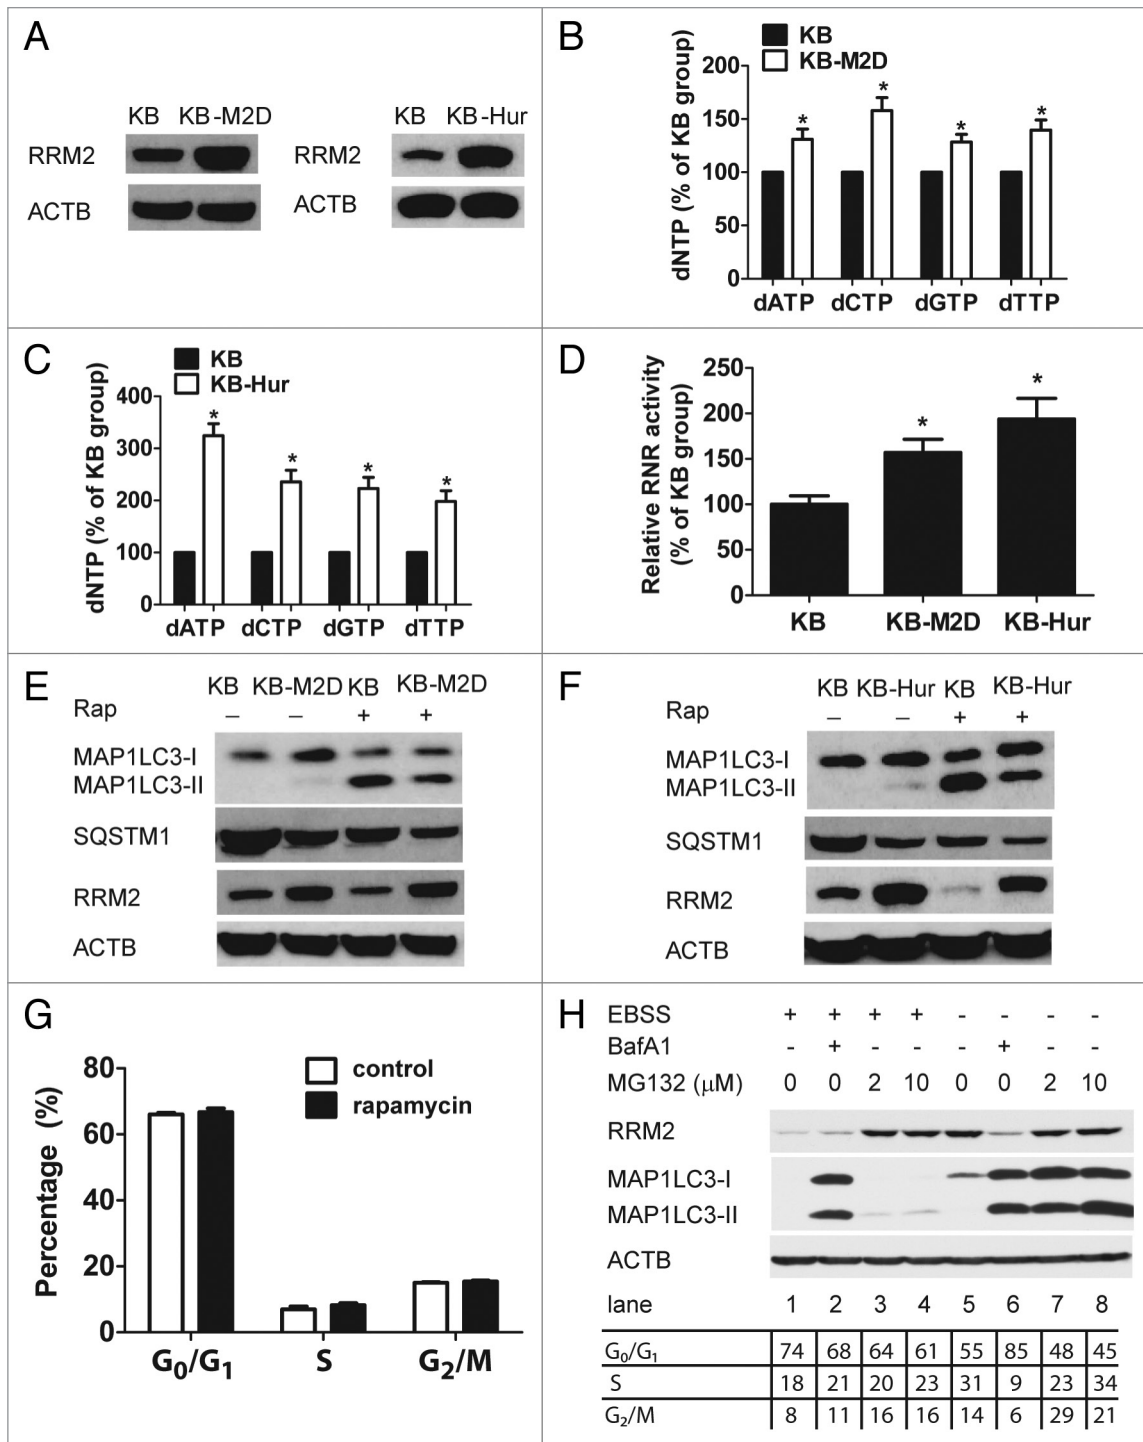 A
KB KB-M2D
RRM2
ACTB
KB KB-Hur
RRM2
ACTB
B
KB
KB-M2D
dNTP (% of KB group)
200
150
100
50
0
dATP dCTP dGTP dTTP
* * * *
C
KB
KB-Hur
dNTP (% of KB group)
400
300
200
100
0
dATP dCTP dGTP dTTP
* * * *
D
Relative RNR activity
(% of KB group)
250
200
150
100
50
0
* *
KB KB-M2D KB-Hur
E
KB KB-M2D KB KB-M2D
Rap – – + +
MAP1LC3-I
MAP1LC3-II
SQSTM1
RRM2
ACTB
F
KB KB-Hur KB KB-Hur
Rap – – + +
MAP1LC3-I
MAP1LC3-II
SQSTM1
RRM2
ACTB
G
control
rapamycin
Percentage (%)
80
60
40
20
0
G₀/G₁ S G₂/M
H
EBSS + + + + - - - -
BafA1 - + - - - + - -
MG132 (μM) 0 0 2 10 0 0 2 10
RRM2
MAP1LC3-I
MAP1LC3-II
ACTB
lane 1 2 3 4 5 6 7 8
G₀/G₁ 74 68 64 61 55 85 48 45
S 18 21 20 23 31 9 23 34
G₂/M 8 11 16 16 14 6 29 21